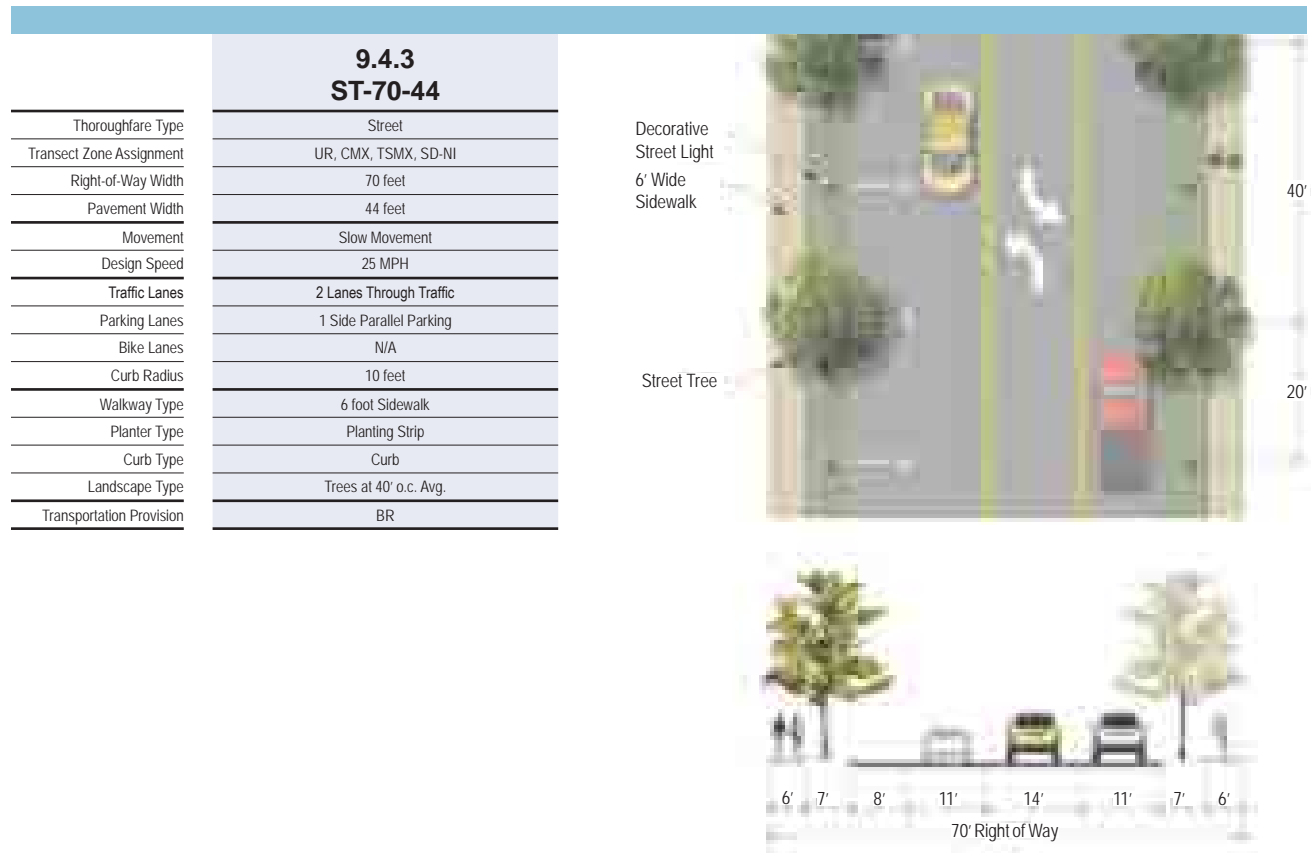 9.4.3
ST-70-44
Thoroughfare Type Street
Transect Zone Assignment UR, CMX, TSMX, SD-NI
Right-of-Way Width 70 feet
Pavement Width 44 feet
Movement Slow Movement
Design Speed 25 MPH
Traffic Lanes 2 Lanes Through Traffic
Parking Lanes 1 Side Parallel Parking
Bike Lanes N/A
Curb Radius 10 feet
Walkway Type 6 foot Sidewalk
Planter Type Planting Strip
Curb Type Curb
Landscape Type Trees at 40' o.c. Avg.
Transportation Provision BR
Decorative
Street Light
6' Wide
Sidewalk
40'
Street Tree
20'
6' 7' 8' 11' 14' 11' 7' 6'
70' Right of Way